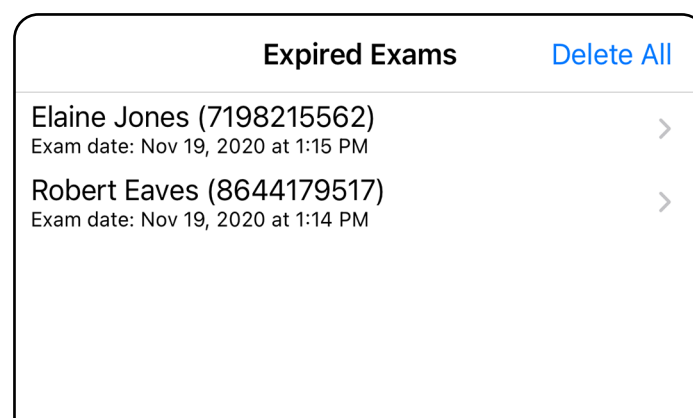 Expired Exams
Delete All
Elaine Jones (7198215562)
Exam date: Nov 19, 2020 at 1:15 PM
Robert Eaves (8644179517)
Exam date: Nov 19, 2020 at 1:14 PM